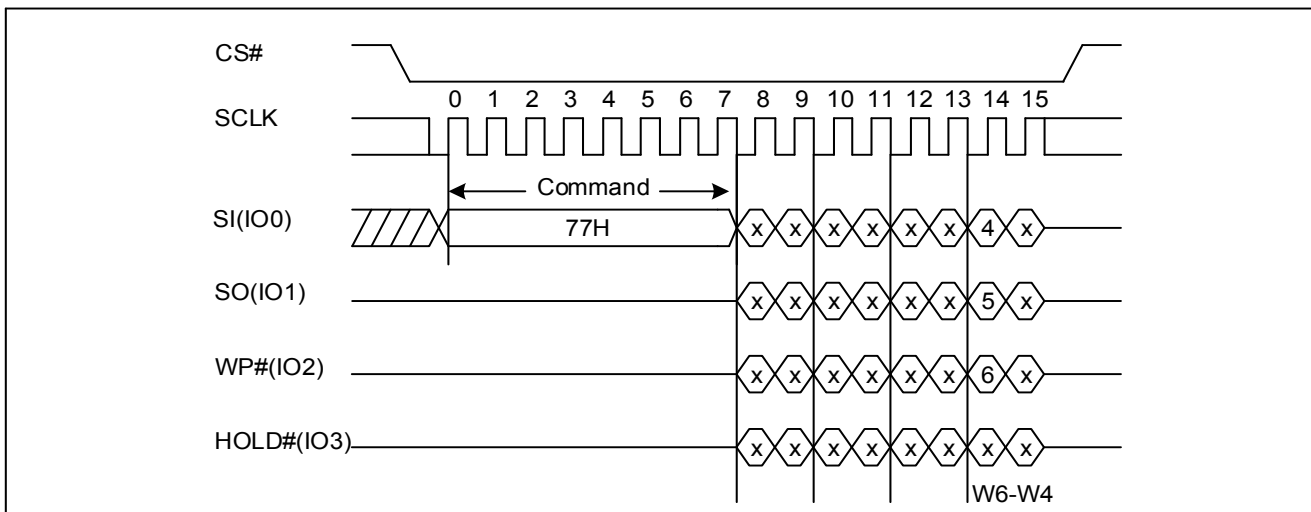 CS#
0 1 2 3 4 5 6 7 8 9 10 11 12 13 14 15
SCLK
Command
SI(IO0) 77H x x x x x x 4 x
SO(IO1) x x x x x x 5 x
WP#(IO2) x x x x x x 6 x
HOLD#(IO3) x x x x x x x x
W6-W4